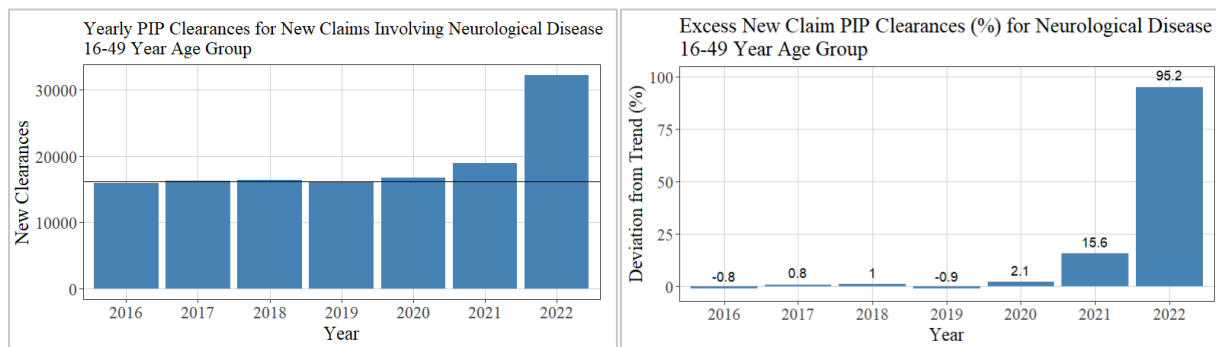 Yearly PIP Clearances for New Claims Involving Neurological Disease
16-49 Year Age Group
New Clearances
30000
20000
10000
0
2016 2017 2018 2019 2020 2021 2022
Year
Excess New Claim PIP Clearances (%) for Neurological Disease
16-49 Year Age Group
Deviation from Trend (%)
100
75
50
25
0
-0.8 0.8 1 -0.9 2.1 15.6 95.2
2016 2017 2018 2019 2020 2021 2022
Year